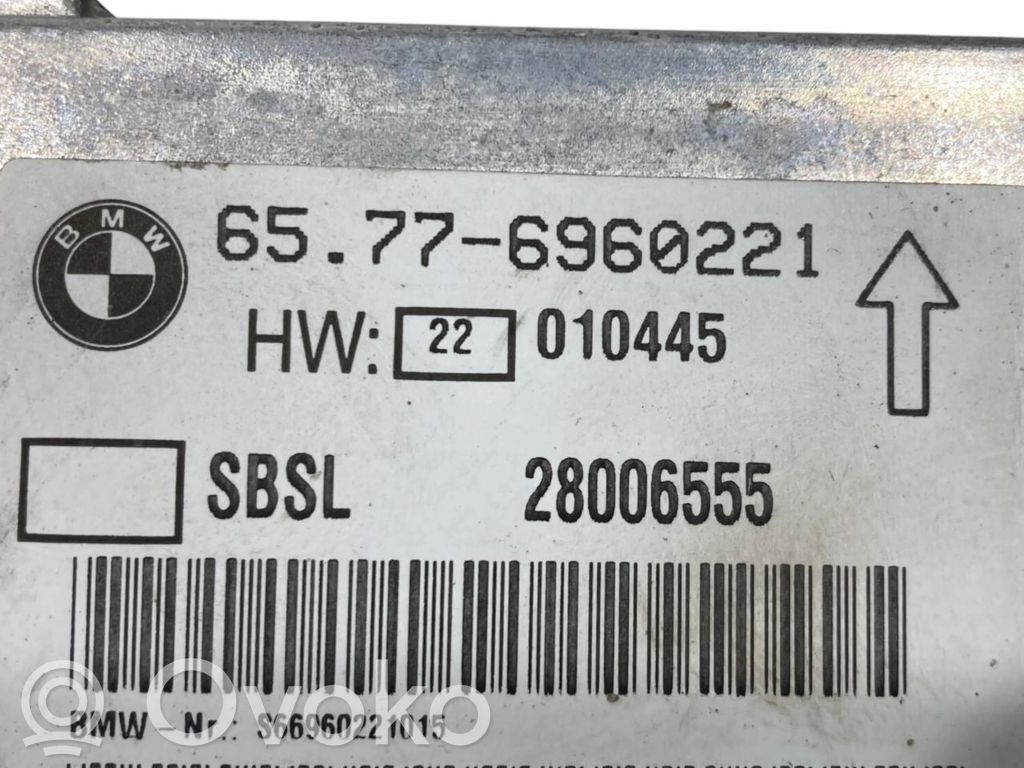 BMW
65.77-6960221
HW: 22 010445
SBSL 28006555
BMW - Nr.: S66960221015
Ovoko